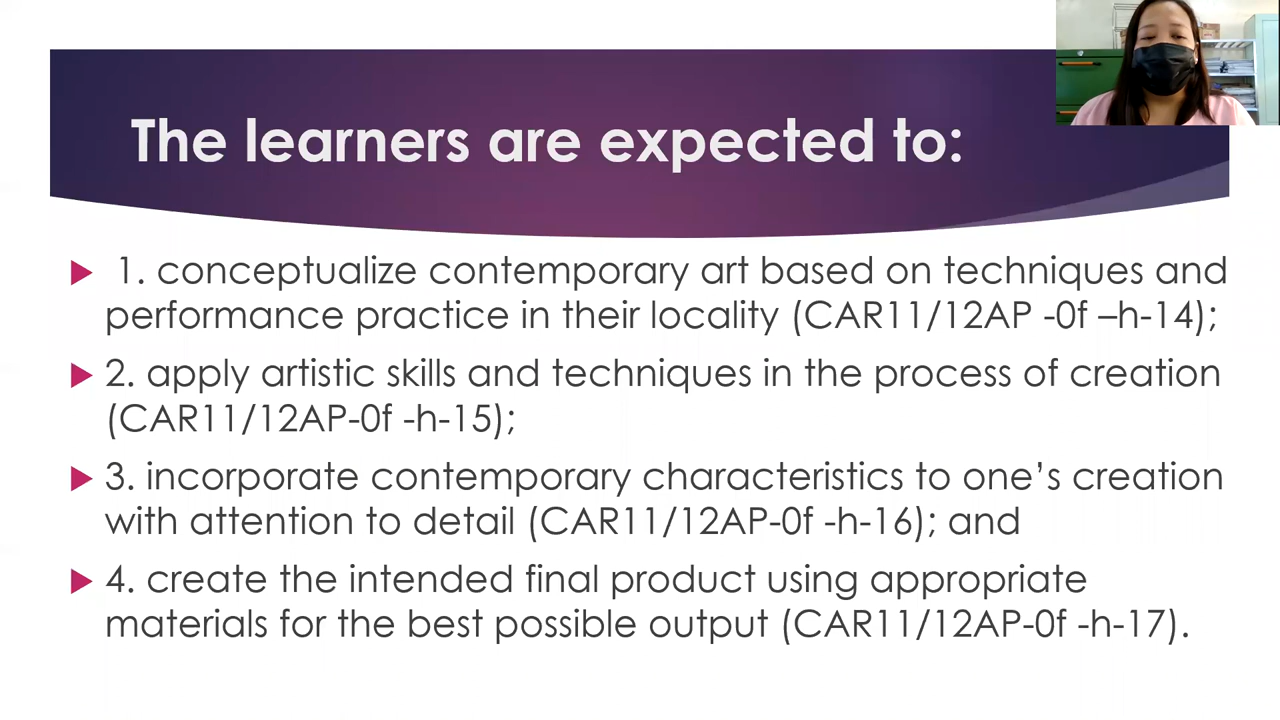 The learners are expected to:
1. conceptualize contemporary art based on techniques and
performance practice in their locality (CAR11/12AP -0f –h-14);
2. apply artistic skills and techniques in the process of creation
(CAR11/12AP-0f -h-15);
3. incorporate contemporary characteristics to one’s creation
with attention to detail (CAR11/12AP-0f -h-16); and
4. create the intended final product using appropriate
materials for the best possible output (CAR11/12AP-0f -h-17).